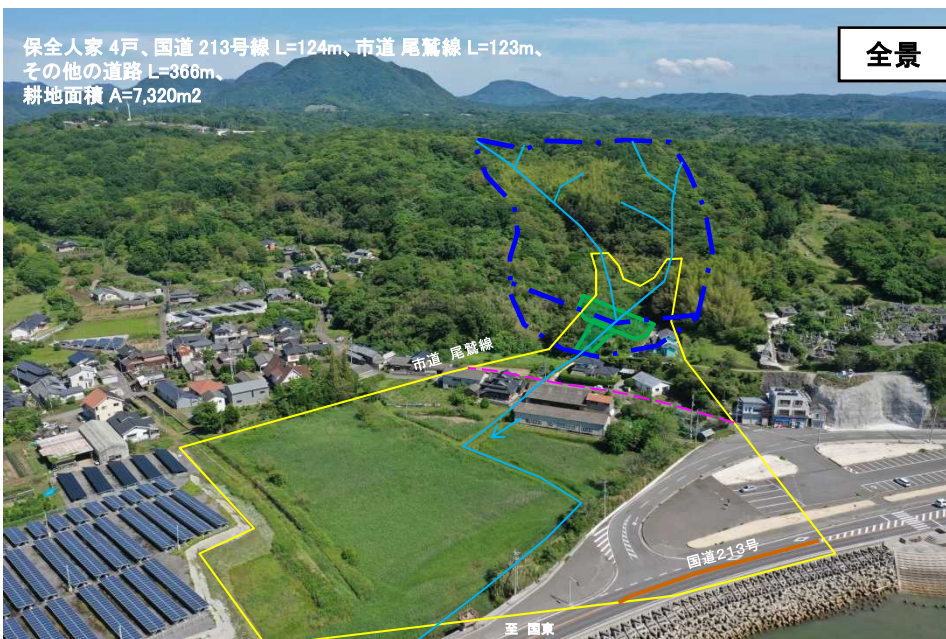 保全人家 4戸、国道 213号線 L=124m、市道 尾鷲線 L=123m、
その他の道路 L=366m、
耕地面積 A=7,320m2
全景
市道 尾鷲線
国道213号
至 国東